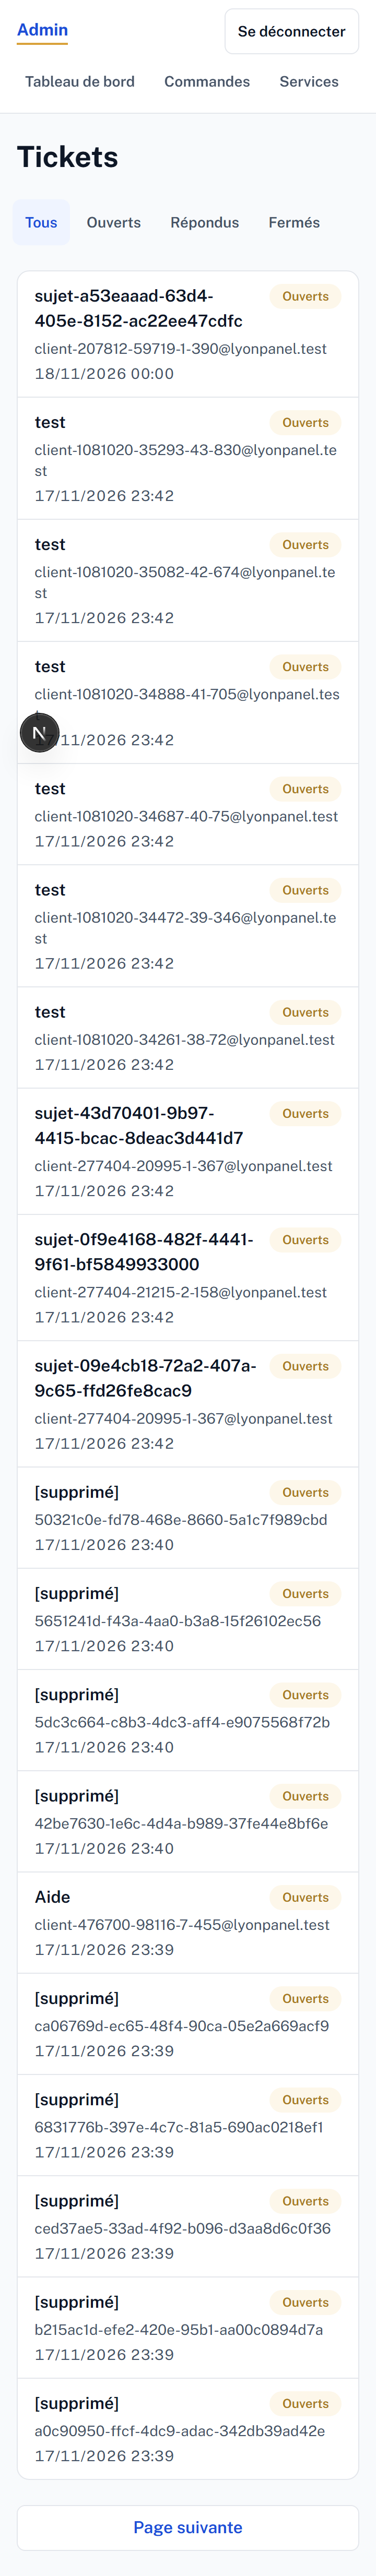 Admin
Se déconnecter
Tableau de bord Commandes Services
Tickets
Tous Ouverts Répondus Fermés
sujet-a53eaaad-63d4-
405e-8152-ac22ee47cdfc
Ouverts
client-207812-59719-1-390@lyonpanel.test
18/11/2026 00:00
test
Ouverts
client-1081020-35293-43-830@lyonpanel.te
st
17/11/2026 23:42
test
Ouverts
client-1081020-35082-42-674@lyonpanel.te
st
17/11/2026 23:42
test
Ouverts
client-1081020-34888-41-705@lyonpanel.tes
t
N
17/11/2026 23:42
test
Ouverts
client-1081020-34687-40-75@lyonpanel.test
17/11/2026 23:42
test
Ouverts
client-1081020-34472-39-346@lyonpanel.te
st
17/11/2026 23:42
test
Ouverts
client-1081020-34261-38-72@lyonpanel.test
17/11/2026 23:42
sujet-43d70401-9b97-
4415-bcac-8deac3d441d7
Ouverts
client-277404-20995-1-367@lyonpanel.test
17/11/2026 23:42
sujet-0f9e4168-482f-4441-
9f61-bf5849933000
Ouverts
client-277404-21215-2-158@lyonpanel.test
17/11/2026 23:42
sujet-09e4cb18-72a2-407a-
9c65-ffd26fe8cac9
Ouverts
client-277404-20995-1-367@lyonpanel.test
17/11/2026 23:42
[supprimé]
Ouverts
50321c0e-fd78-468e-8660-5a1c7f989cbd
17/11/2026 23:40
[supprimé]
Ouverts
5651241d-f43a-4aa0-b3a8-15f26102ec56
17/11/2026 23:40
[supprimé]
Ouverts
5dc3c664-c8b3-4dc3-aff4-e9075568f72b
17/11/2026 23:40
[supprimé]
Ouverts
42be7630-1e6c-4d4a-b989-37fe44e8bf6e
17/11/2026 23:40
Aide
Ouverts
client-476700-98116-7-455@lyonpanel.test
17/11/2026 23:39
[supprimé]
Ouverts
ca06769d-ec65-48f4-90ca-05e2a669acf9
17/11/2026 23:39
[supprimé]
Ouverts
6831776b-397e-4c7c-81a5-690ac0218ef1
17/11/2026 23:39
[supprimé]
Ouverts
ced37ae5-33ad-4f92-b096-d3aa8d6c0f36
17/11/2026 23:39
[supprimé]
Ouverts
b215ac1d-efe2-420e-95b1-aa00c0894d7a
17/11/2026 23:39
[supprimé]
Ouverts
a0c90950-ffcf-4dc9-adac-342db39ad42e
17/11/2026 23:39
Page suivante